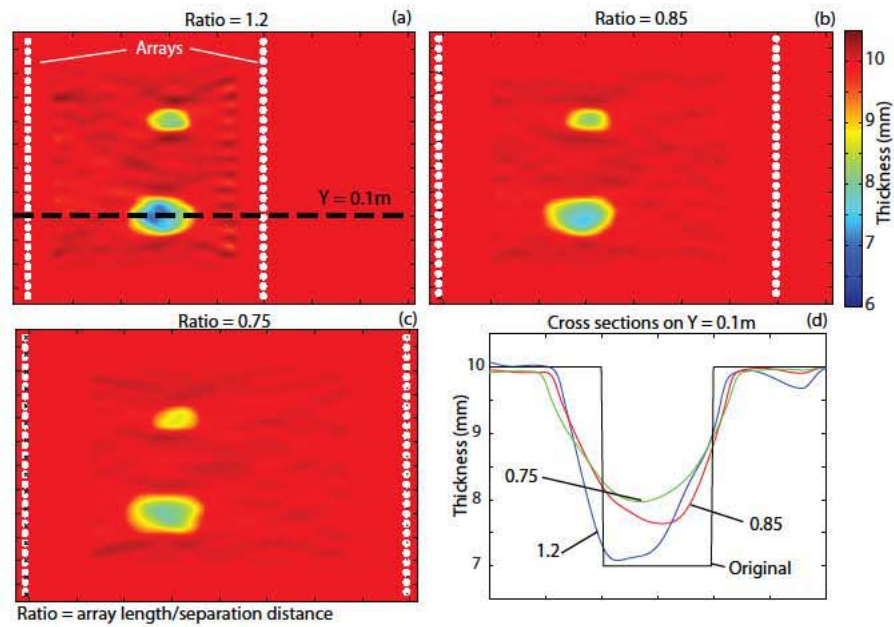 Ratio = 1.2 (a)
Arrays
Y = 0.1m
Ratio = 0.85 (b)
10
9
8
7
6
Thickness (mm)
Ratio = 0.75 (c)
Ratio = array length/separation distance
Cross sections on Y = 0.1m (d)
10
9
8
7
Thickness (mm)
0.75
0.85
1.2
Original